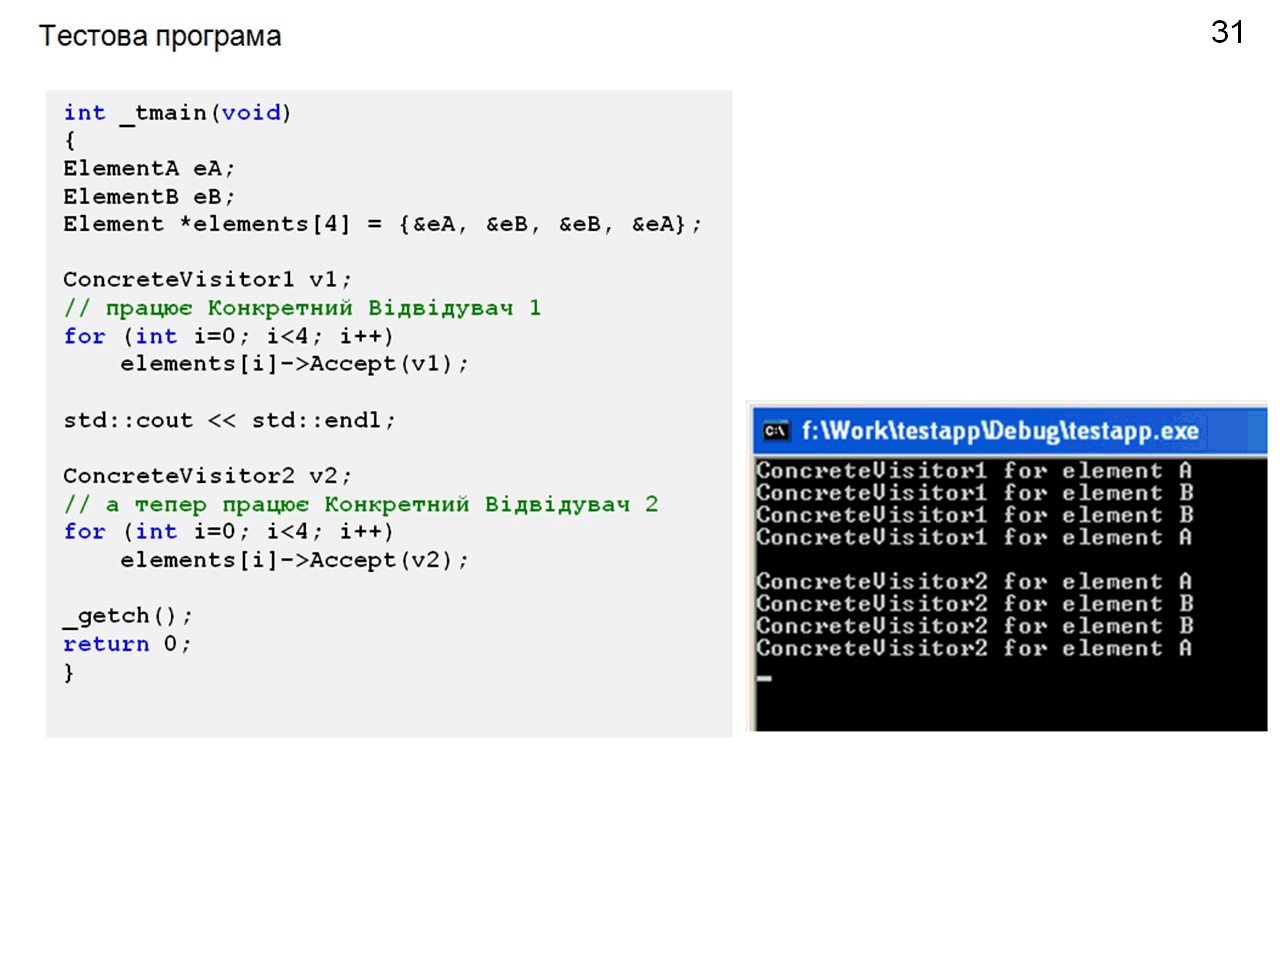 Тестова програма
31
int _tmain(void)
{
ElementA eA;
ElementB eB;
Element *elements[4] = {&eA, &eB, &eB, &eA};
ConcreteVisitor1 v1;
// працює Конкретний Відвідувач 1
for (int i=0; i<4; i++)
elements[i]->Accept(v1);
std::cout << std::endl;
ConcreteVisitor2 v2;
// а тепер працює Конкретний Відвідувач 2
for (int i=0; i<4; i++)
elements[i]->Accept(v2);
_getch();
return 0;
}
C:\ f:\Work\testapp\Debug\testapp.exe
ConcreteVisitor1 for element A
ConcreteVisitor1 for element B
ConcreteVisitor1 for element B
ConcreteVisitor1 for element A
ConcreteVisitor2 for element A
ConcreteVisitor2 for element B
ConcreteVisitor2 for element B
ConcreteVisitor2 for element A